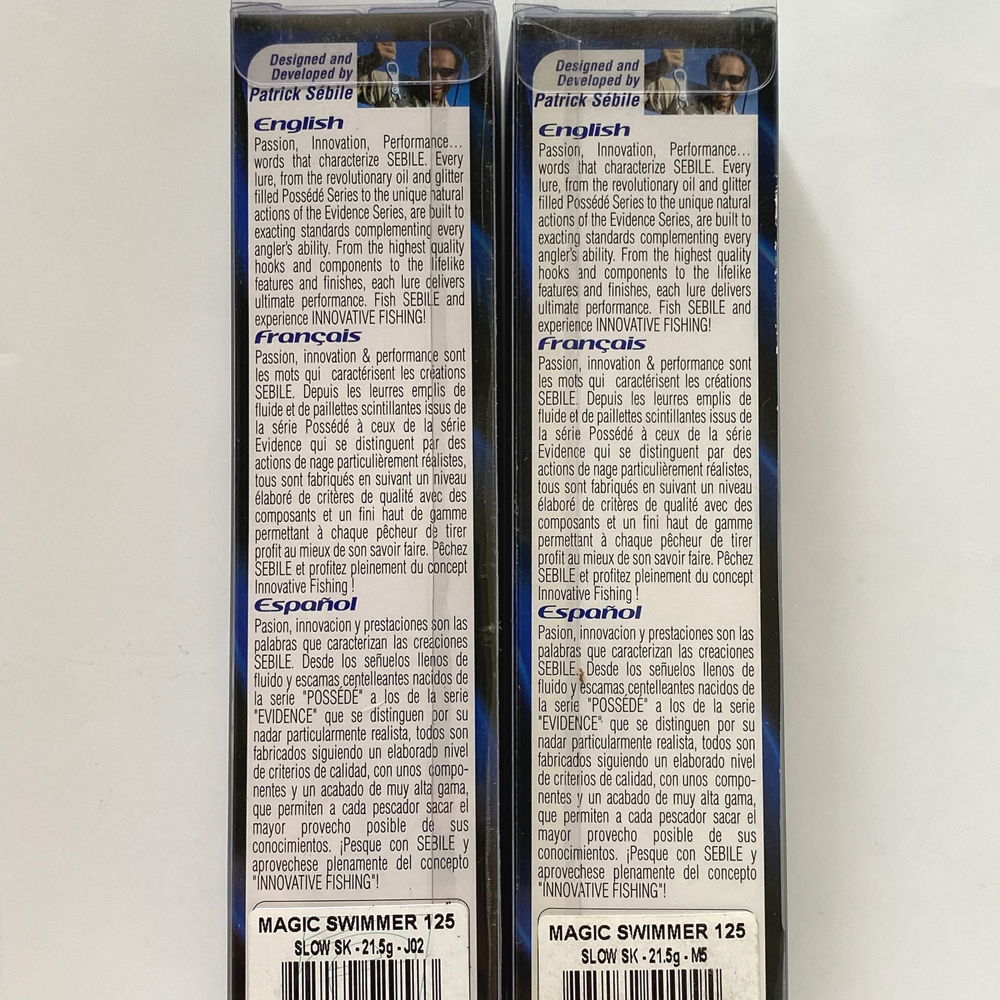 Designed and
Developed by
Patrick Sébile
English
Passion, Innovation, Performance...
words that characterize SEBILE. Every
lure, from the revolutionary oil and glitter
filled Possédé Series to the unique natural
actions of the Evidence Series, are built to
exacting standards complementing every
angler's ability. From the highest quality
hooks and components to the lifelike
features and finishes, each lure delivers
ultimate performance. Fish SEBILE and
experience INNOVATIVE FISHING!
Français
Passion, innovation & performance sont
les mots qui caractérisent les créations
SEBILE. Depuis les leurres emplis de
fluide et de paillettes scintillantes issus de
la série Possédé à ceux de la série
Evidence qui se distinguent par des
actions de nage particulièrement réalistes,
tous sont fabriqués en suivant un niveau
élaboré de critères de qualité avec des
composants et un fini haut de gamme
permettant à chaque pêcheur de tirer
profit au mieux de son savoir faire. Pêchez
SEBILE et profitez pleinement du concept
Innovative Fishing !
Español
Pasion, innovacion y prestaciones son las
palabras que caracterizan las creaciones
SEBILE. Desde los señuelos llenos de
fluido y escamas centelleantes nacidos de
la serie "POSSÉDÉ" a los de la serie
"EVIDENCE" que se distinguen por su
nadar particularmente realista, todos son
fabricados siguiendo un elaborado nivel
de criterios de calidad, con unos compo-
nentes y un acabado de muy alta gama,
que permiten a cada pescador sacar el
mayor provecho posible de sus
conocimientos. ¡Pesque con SEBILE y
aprovechese plenamente del concepto
"INNOVATIVE FISHING"!
MAGIC SWIMMER 125
SLOW SK - 21.5g - J02
Designed and
Developed by
Patrick Sébile
English
Passion, Innovation, Performance...
words that characterize SEBILE. Every
lure, from the revolutionary oil and glitter
filled Possédé Series to the unique natural
actions of the Evidence Series, are built to
exacting standards complementing every
angler's ability. From the highest quality
hooks and components to the lifelike
features and finishes, each lure delivers
ultimate performance. Fish SEBILE and
experience INNOVATIVE FISHING!
Français
Passion, innovation & performance sont
les mots qui caractérisent les créations
SEBILE. Depuis les leurres emplis de
fluide et de paillettes scintillantes issus de
la série Possédé à ceux de la série
Evidence qui se distinguent par des
actions de nage particulièrement réalistes,
tous sont fabriqués en suivant un niveau
élaboré de critères de qualité avec des
composants et un fini haut de gamme
permettant à chaque pêcheur de tirer
profit au mieux de son savoir faire. Pêchez
SEBILE et profitez pleinement du concept
Innovative Fishing !
Español
Pasion, innovacion y prestaciones son las
palabras que caracterizan las creaciones
SEBILE. Desde los señuelos llenos de
fluido y escamas centelleantes nacidos de
la serie "POSSÉDÉ" a los de la serie
"EVIDENCE" que se distinguen por su
nadar particularmente realista, todos son
fabricados siguiendo un elaborado nivel
de criterios de calidad, con unos compo-
nentes y un acabado de muy alta gama,
que permiten a cada pescador sacar el
mayor provecho posible de sus
conocimientos. ¡Pesque con SEBILE y
aprovechese plenamente del concepto
"INNOVATIVE FISHING"!
MAGIC SWIMMER 125
SLOW SK - 21.5g - M5